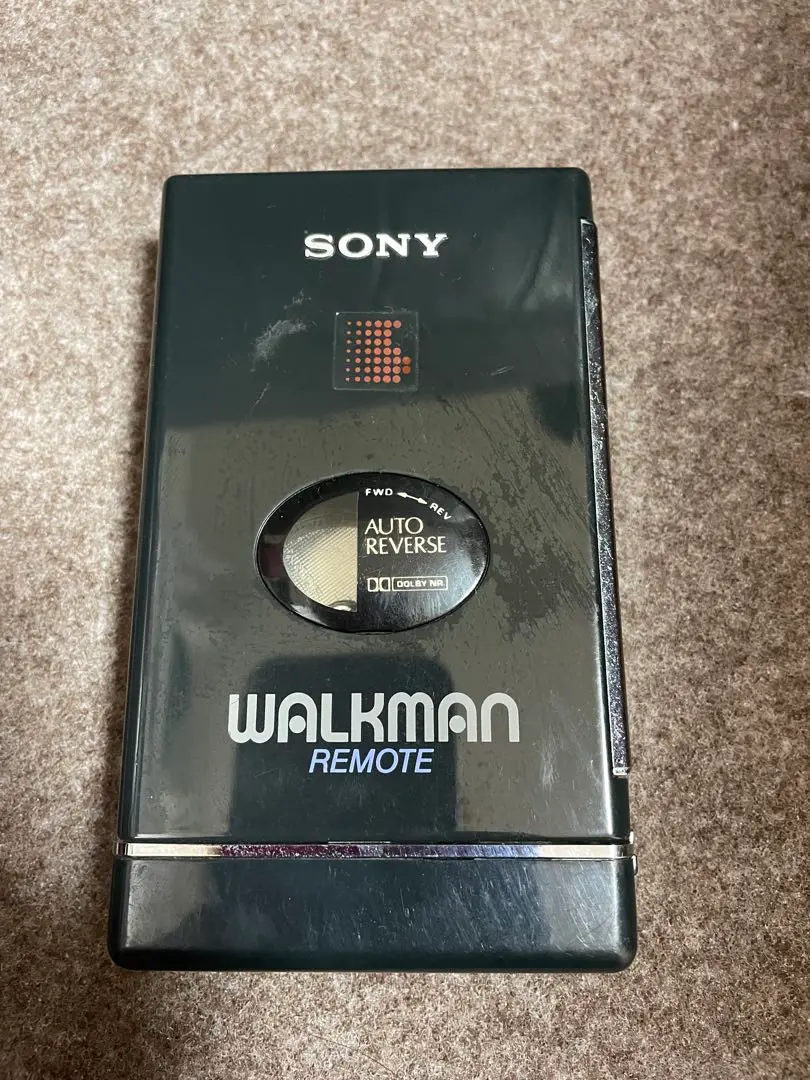 SONY
FWD REV
AUTO
REVERSE
DOLBY NR
WALKMAN
REMOTE